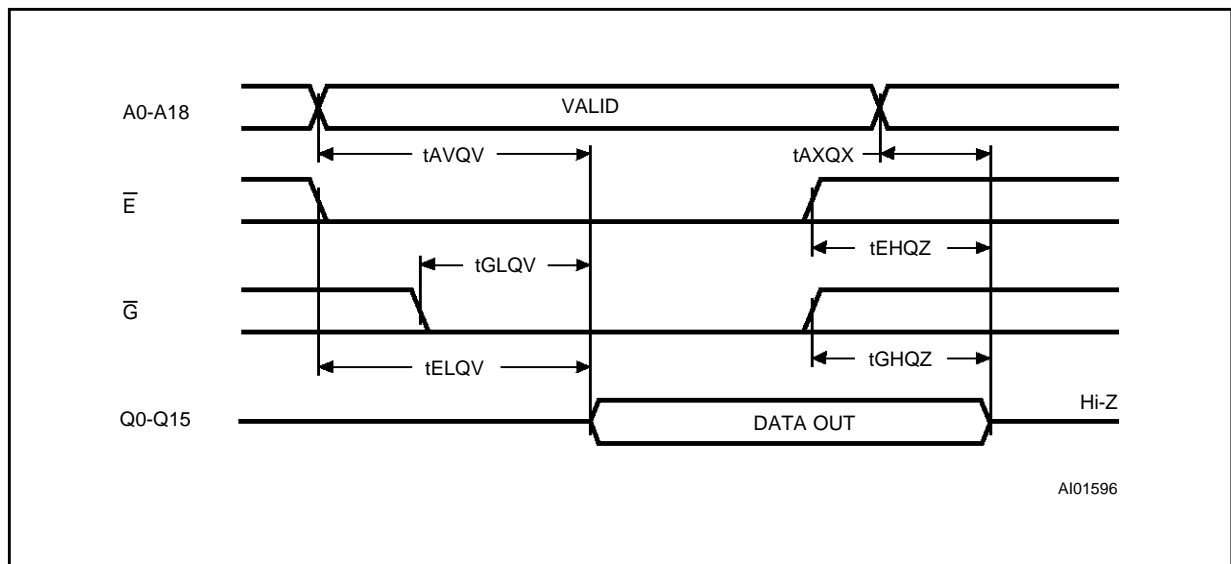 A0-A18
VALID
tAVQV
tAXQX
E̅
tEHQZ
tGLQV
G̅
tGHQZ
tELQV
Hi-Z
Q0-Q15
DATA OUT
AI01596